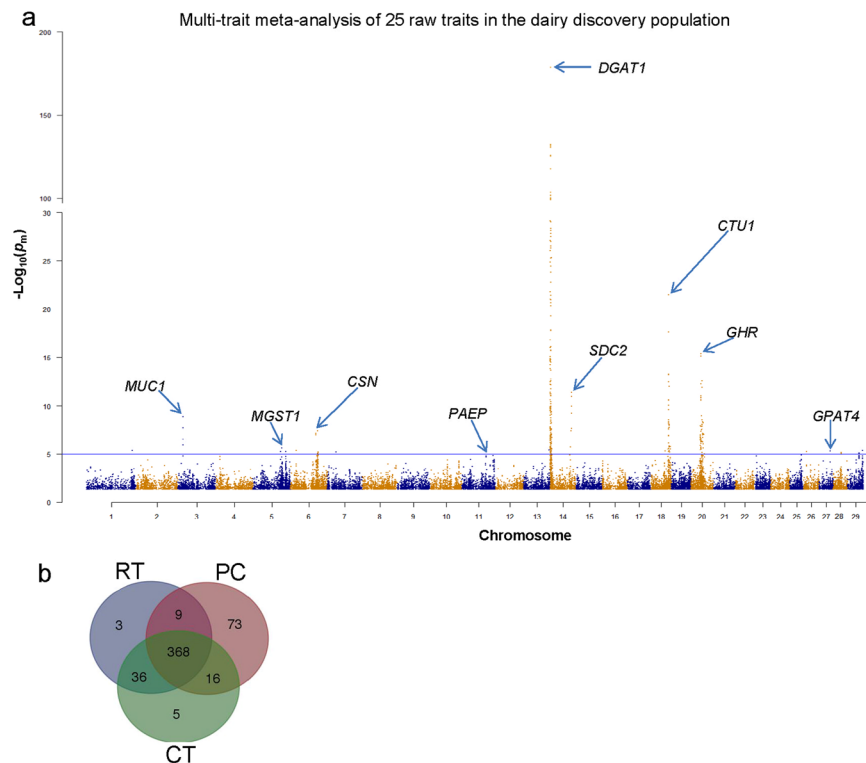 a
Multi-trait meta-analysis of 25 raw traits in the dairy discovery population
200
150
100
30
25
20
15
10
5
0
-Log10(pm)
DGAT1
CTU1
GHR
SDC2
MUC1
CSN
MGST1
PAEP
GPAT4
1 2 3 4 5 6 7 8 9 10 11 12 13 14 15 16 17 18 19 20 21 22 23 24 25 26 27 28 29
Chromosome
b
RT PC
3 9 73
368
36 16
5
CT